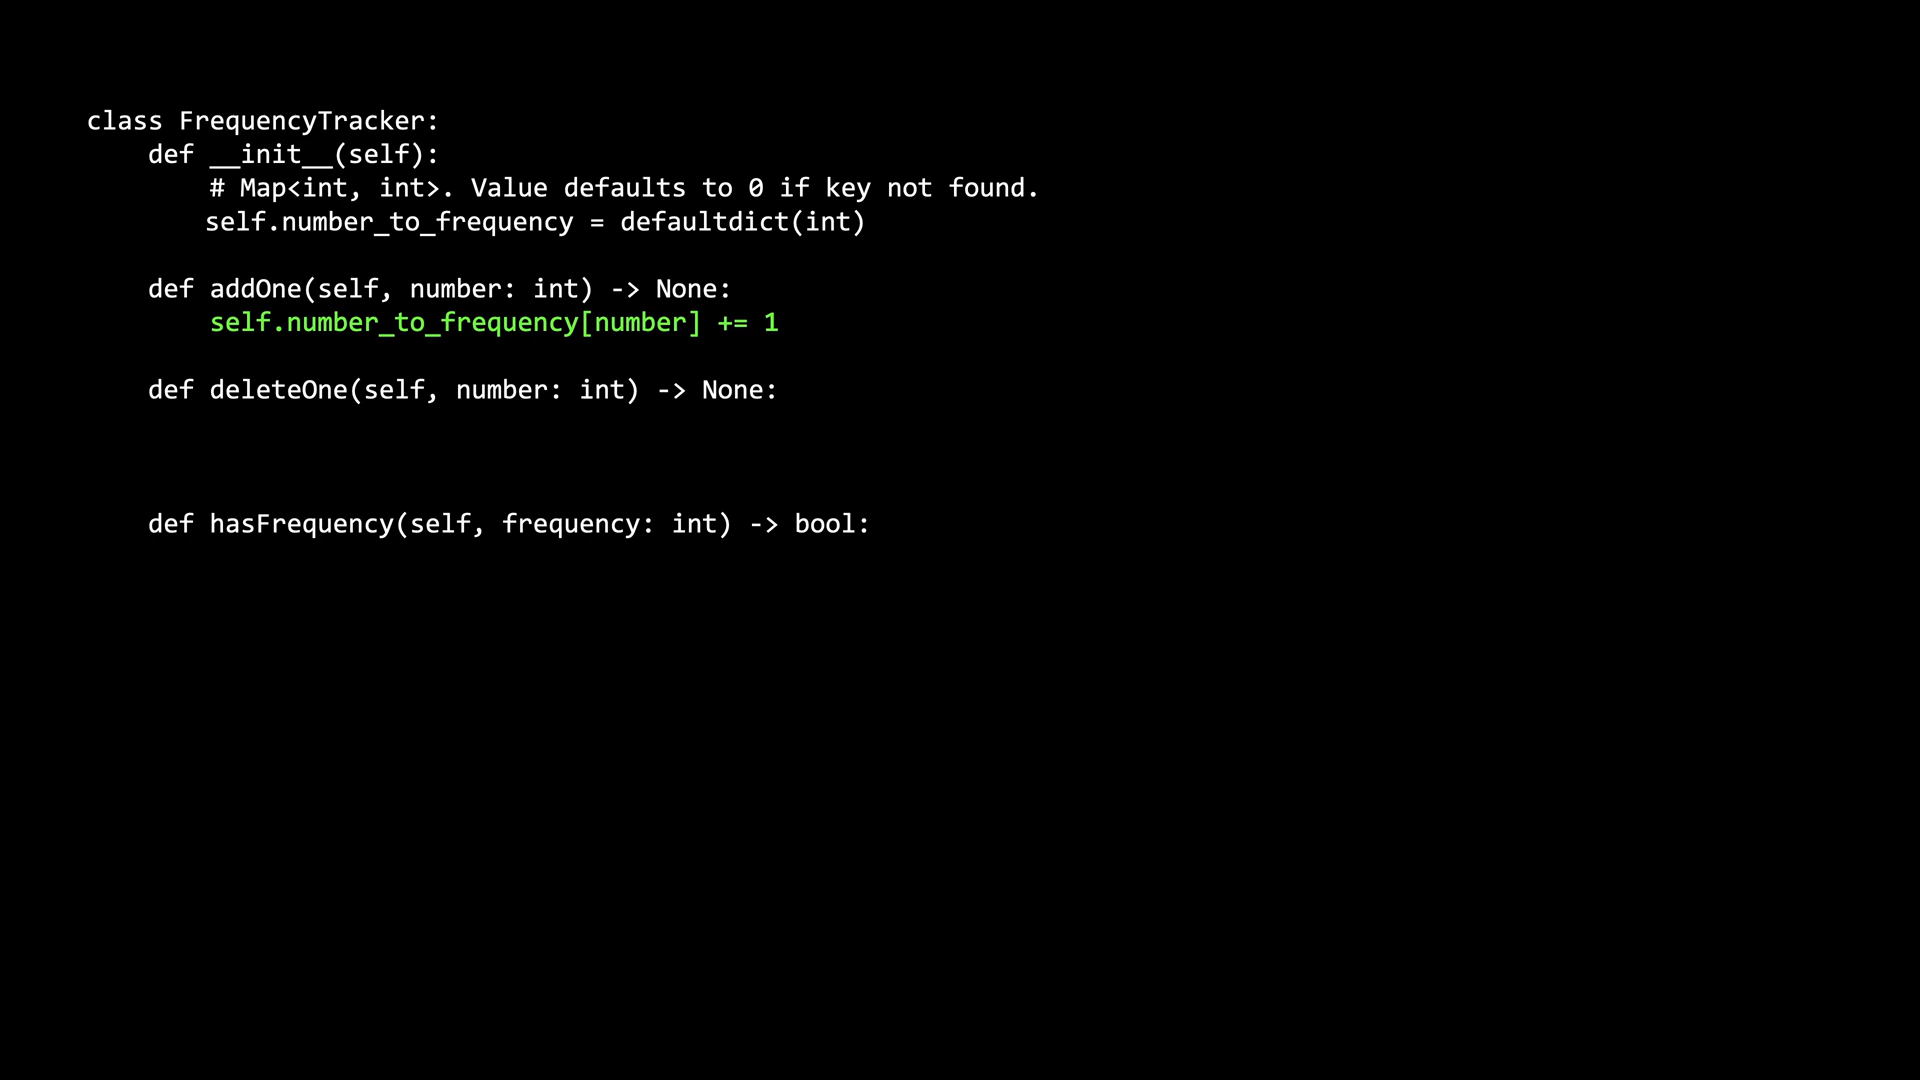 class FrequencyTracker:
    def __init__(self):
        # Map<int, int>. Value defaults to 0 if key not found.
        self.number_to_frequency = defaultdict(int)
    def addOne(self, number: int) -> None:
        self.number_to_frequency[number] += 1
    def deleteOne(self, number: int) -> None:
    def hasFrequency(self, frequency: int) -> bool: